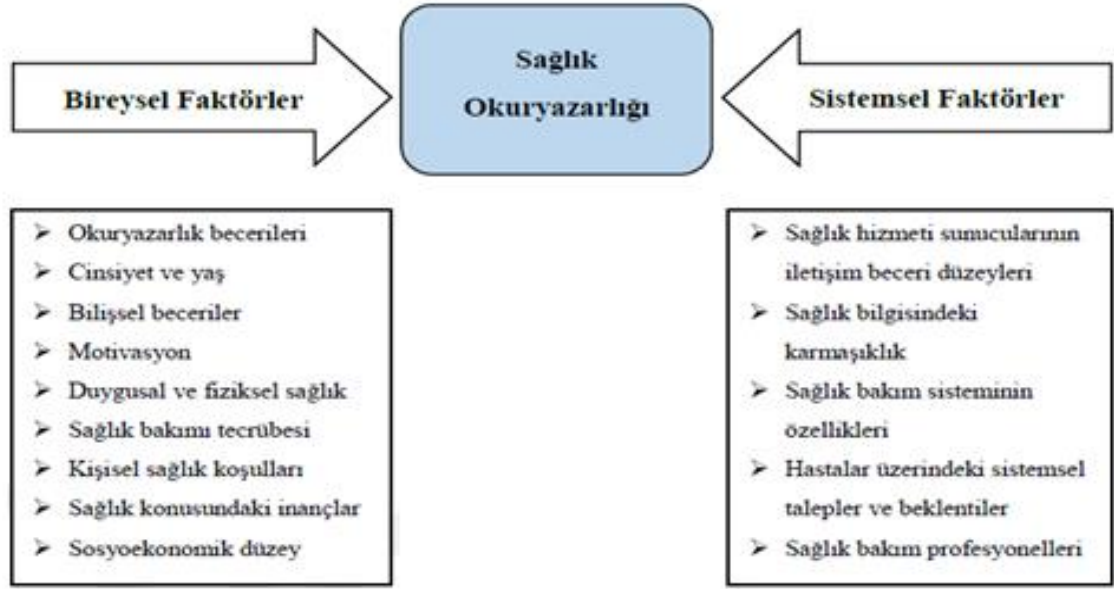 Bireysel Faktörler
Sağlık
Okuryazarlığı
Sistemsel Faktörler
➢ Okuryazarlık becerileri
➢ Cinsiyet ve yaş
➢ Bilişsel beceriler
➢ Motivasyon
➢ Duygusal ve fiziksel sağlık
➢ Sağlık bakımı tecrübesi
➢ Kişisel sağlık koşulları
➢ Sağlık konusundaki inançlar
➢ Sosyoekonomik düzey
➢ Sağlık hizmeti sunucularının
iletişim beceri düzeyleri
➢ Sağlık bilgisindeki
karmaşıklık
➢ Sağlık bakım sisteminin
özellikleri
➢ Hastalar üzerindeki sistemsel
talepler ve beklentiler
➢ Sağlık bakım profesyonelleri